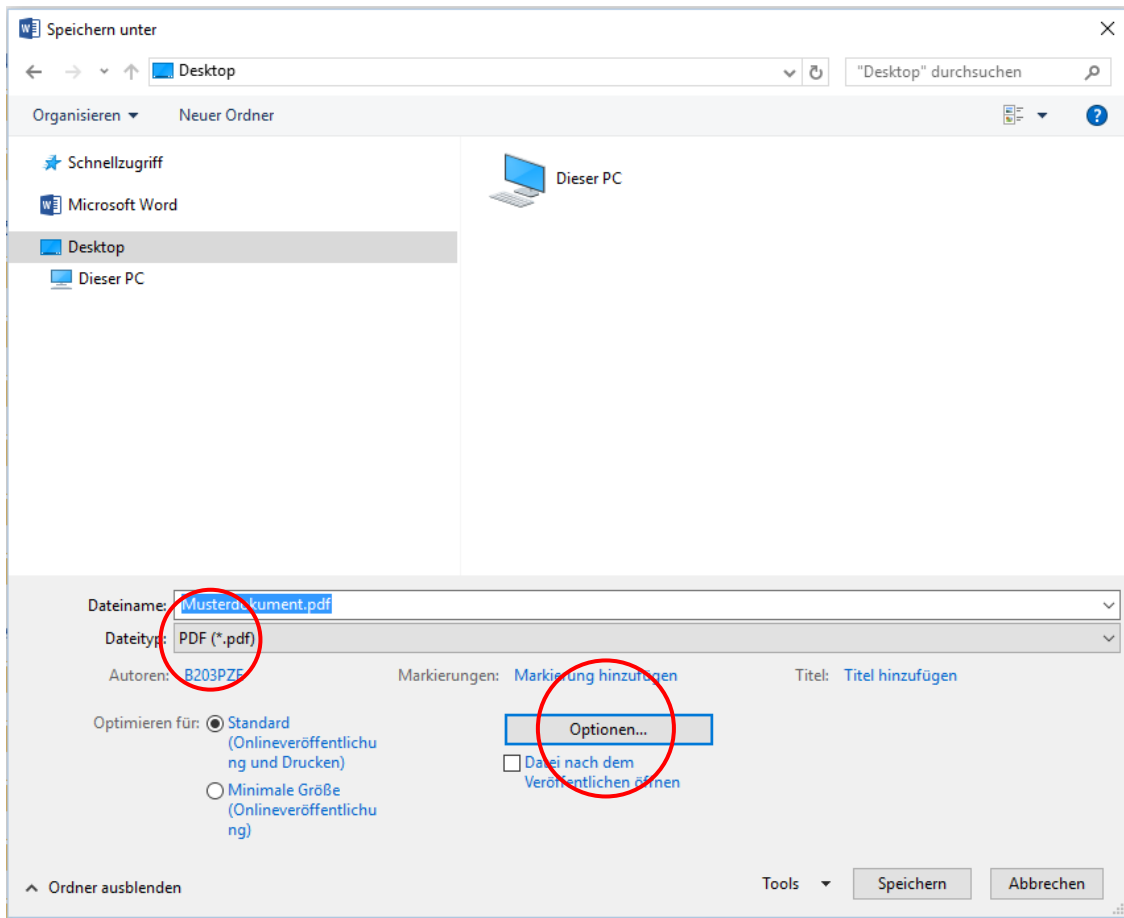 Speichern unter
Desktop
"Desktop" durchsuchen
Organisieren
Neuer Ordner
Schnellzugriff
Microsoft Word
Desktop
Dieser PC
Dieser PC
Dateiname: Musterdokument.pdf
Dateityp: PDF (*.pdf)
Autoren: B203PZF
Markierungen: Markierung hinzufügen
Titel: Titel hinzufügen
Optimieren für: Standard
(Onlineveröffentlichu
ng und Drucken)
Minimale Größe
(Onlineveröffentlichu
ng)
Optionen...
Datei nach dem
Veröffentlichen öffnen
Ordner ausblenden
Tools
Speichern
Abbrechen